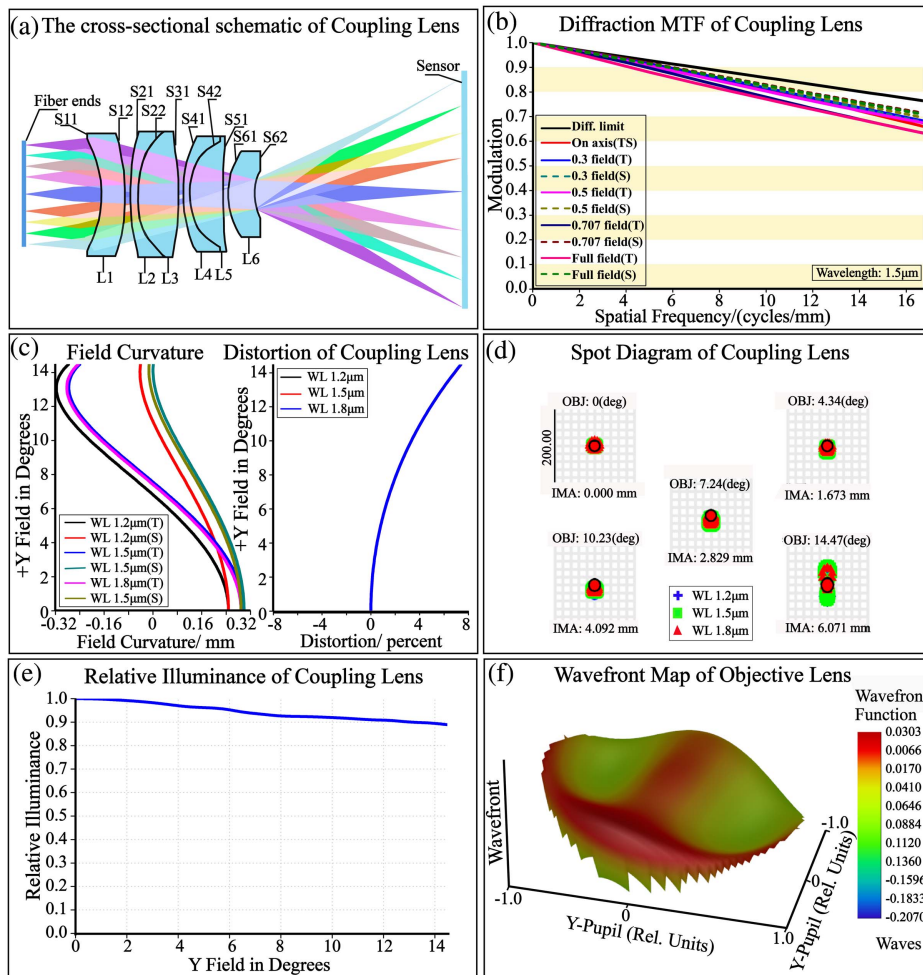 (a) The cross-sectional schematic of Coupling Lens
Sensor
S21 S31 S42
Fiber ends S12 S22 S41 S51
S11 S61 S62
L1 L2 L3 L4 L5 L6
(b) Diffraction MTF of Coupling Lens
Modulation
1.0
0.9
0.8
0.7
0.6
0.5
0.4
0.3
0.2
0.1
0.0
Diff. limit
On axis(TS)
0.3 field(T)
0.3 field(S)
0.5 field(T)
0.5 field(S)
0.707 field(T)
0.707 field(S)
Full field(T)
Full field(S)
Wavelength: 1.5μm
0 2 4 6 8 10 12 14 16
Spatial Frequency/(cycles/mm)
(c) Field Curvature
+Y Field in Degrees
14
12
10
8
6
4
2
0
WL 1.2μm(T)
WL 1.2μm(S)
WL 1.5μm(T)
WL 1.5μm(S)
WL 1.8μm(T)
WL 1.5μm(S)
-0.32 -0.16 0 0.16 0.32
Field Curvature/ mm
Distortion of Coupling Lens
+Y Field in Degrees
14
12
10
8
6
4
2
0
WL 1.2μm
WL 1.5μm
WL 1.8μm
-8 -4 0 4 8
Distortion/ percent
(d) Spot Diagram of Coupling Lens
OBJ: 0(deg)
200.00
IMA: 0.000 mm
OBJ: 4.34(deg)
IMA: 1.673 mm
OBJ: 7.24(deg)
IMA: 2.829 mm
OBJ: 10.23(deg)
IMA: 4.092 mm
OBJ: 14.47(deg)
IMA: 6.071 mm
WL 1.2μm
WL 1.5μm
WL 1.8μm
(e) Relative Illuminance of Coupling Lens
Relative Illuminance
1.0
0.9
0.8
0.7
0.6
0.5
0.4
0.3
0.2
0.1
0.0
0 2 4 6 8 10 12 14
Y Field in Degrees
(f) Wavefront Map of Objective Lens
Wavefront
-1.0
0
1.0
Y-Pupil (Rel. Units)
-1.0
0
Y-Pupil (Rel. Units)
Wavefron
Function
0.0303
0.0066
0.0170
0.0410
0.0646
0.0884
0.1120
0.1360
-0.1596
-0.1833
-0.2070
Waves